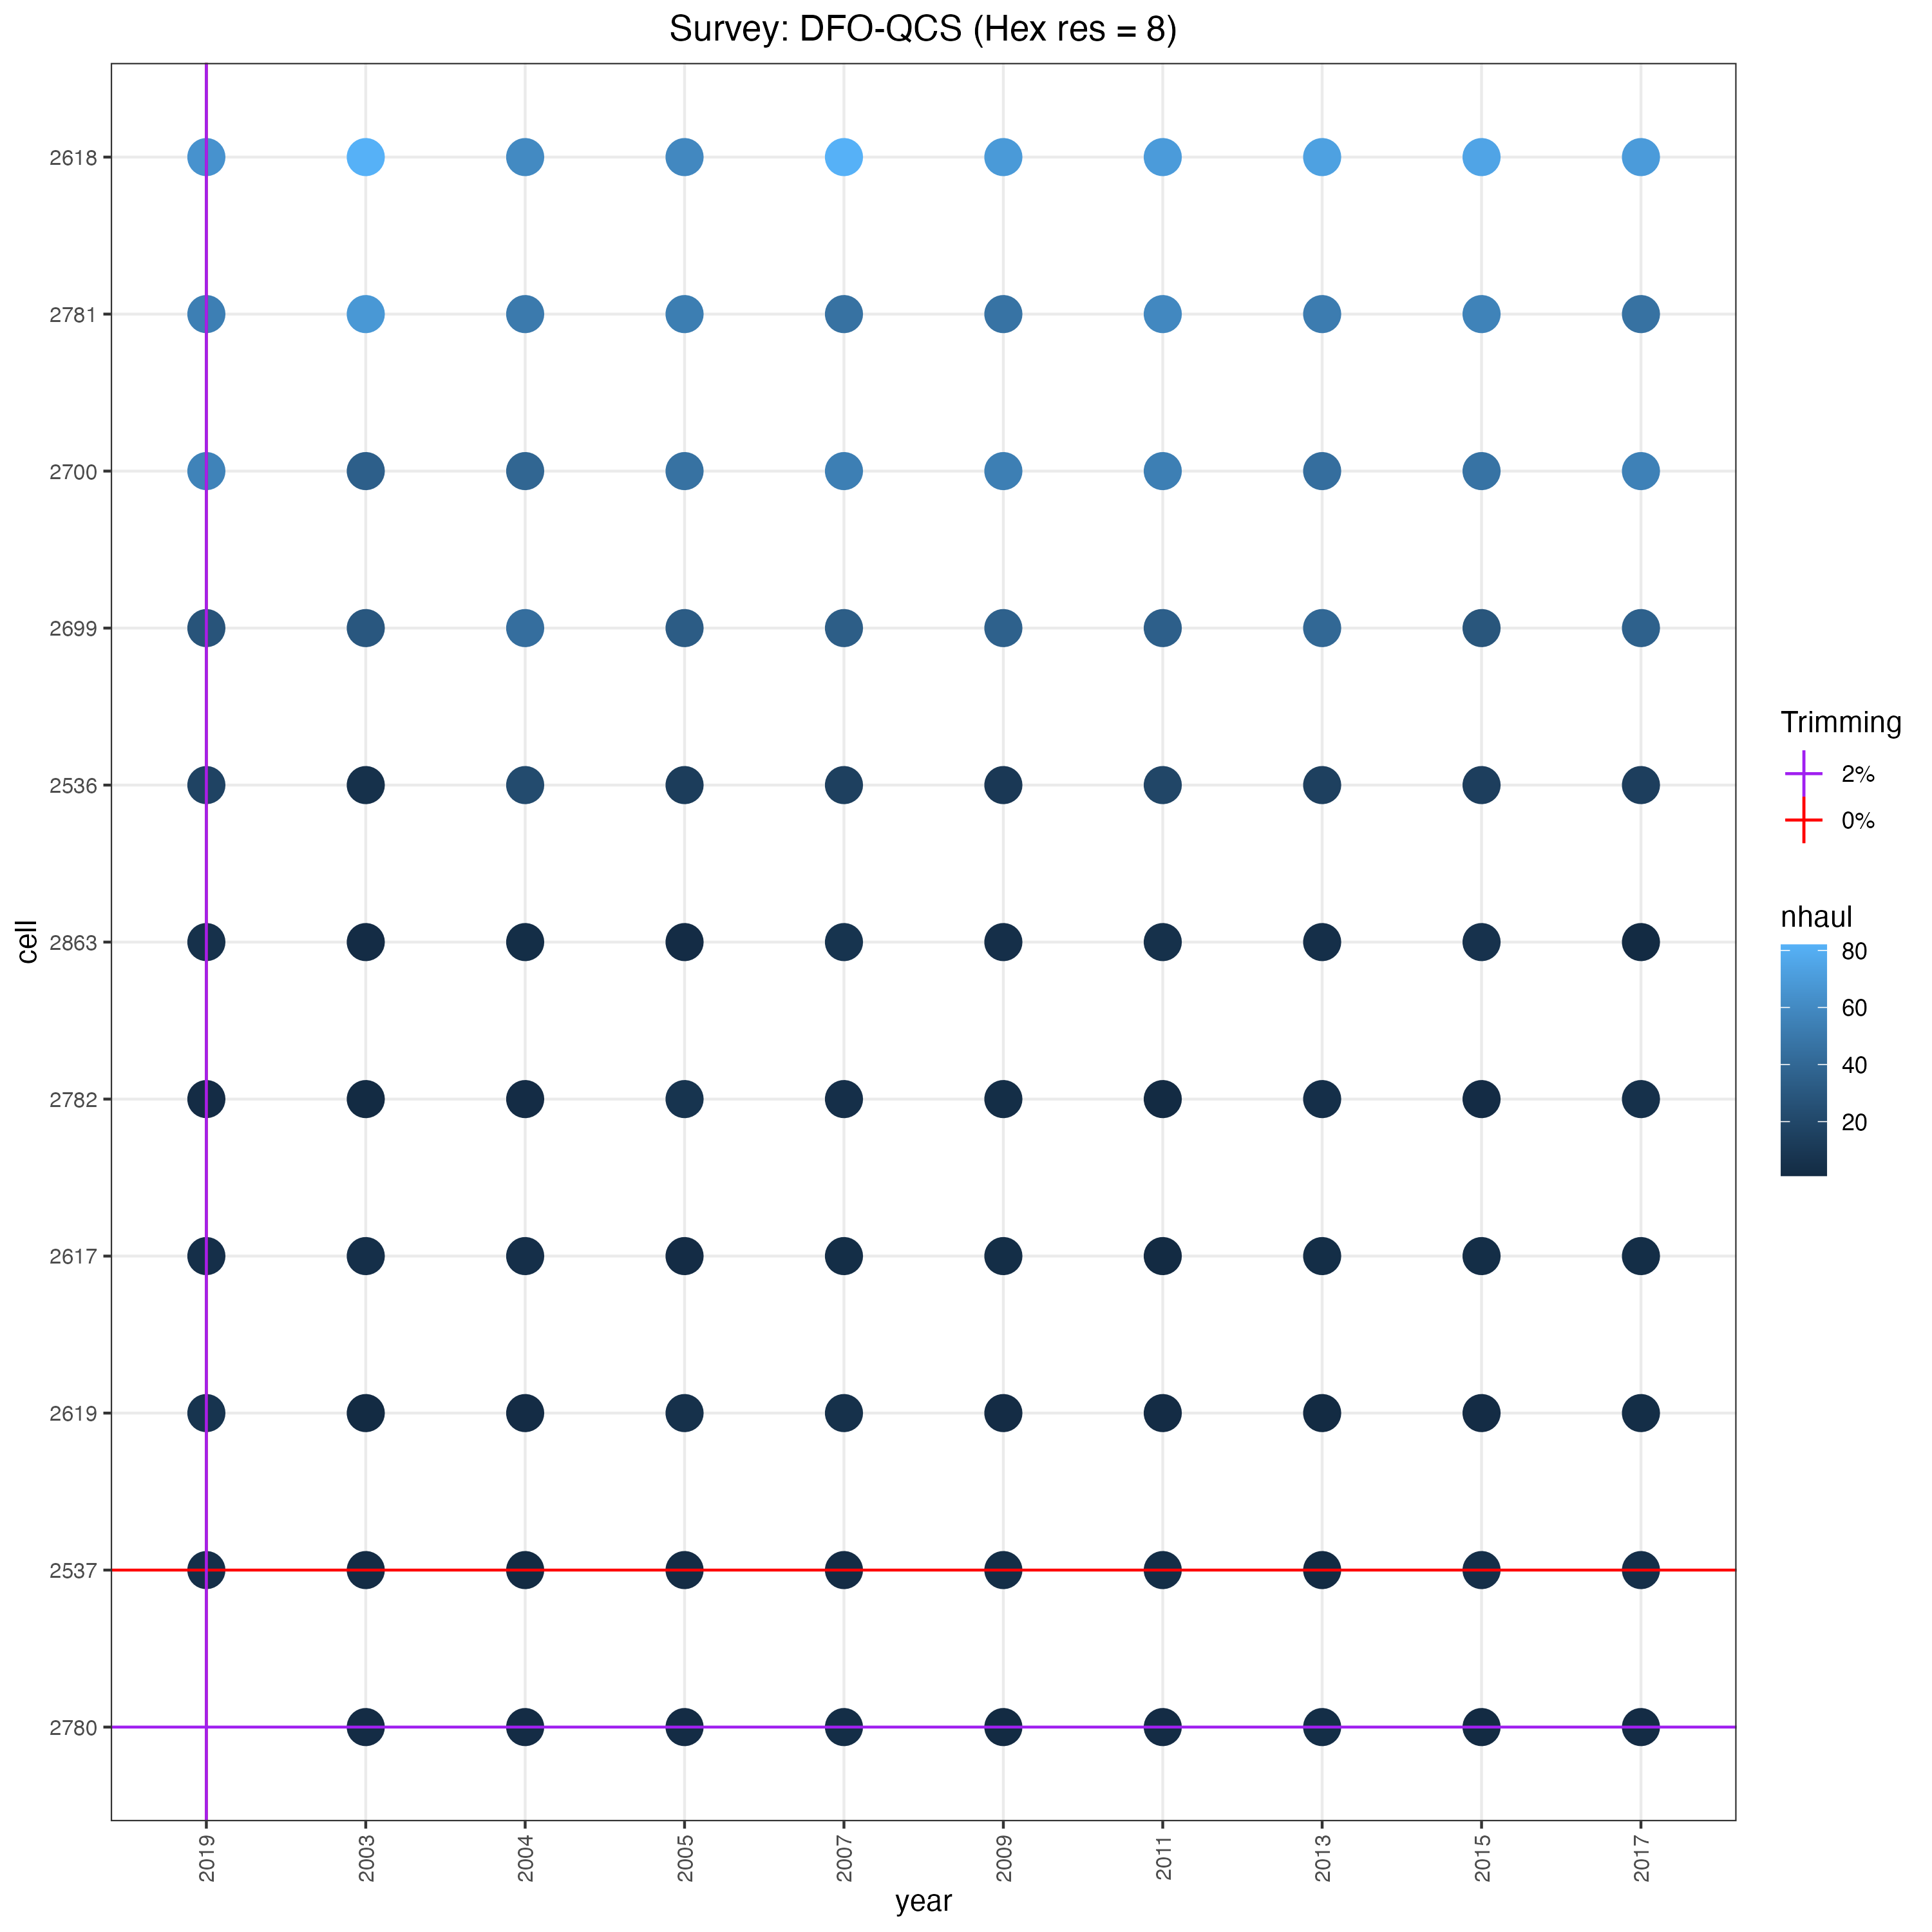 Survey: DFO-QCS (Hex res = 8)
cell
2618
2781
2700
2699
2536
2863
2782
2617
2619
2537
2780
2019 2003 2004 2005 2007 2009 2011 2013 2015 2017
year
Trimming
2%
0%
nhaul
80
60
40
20